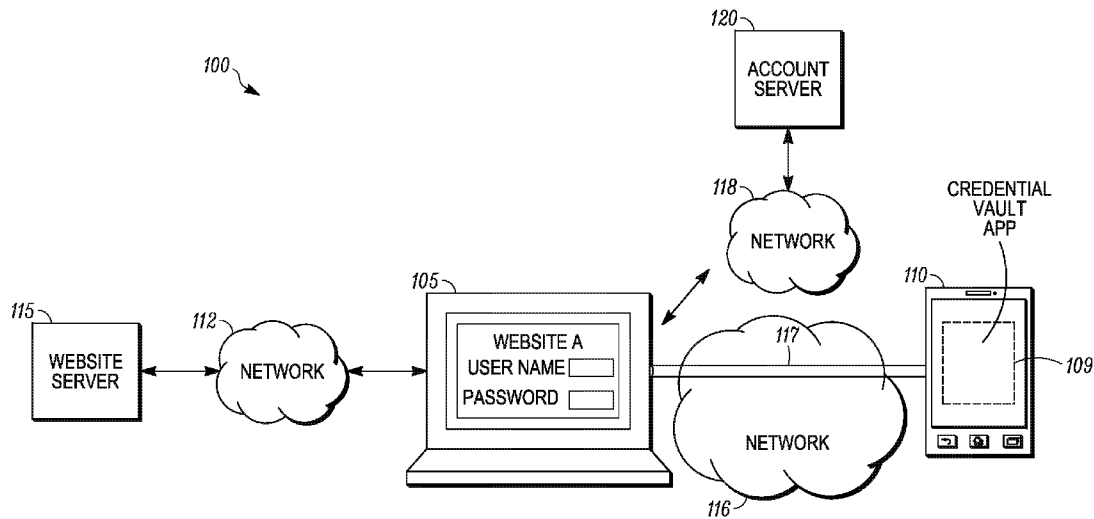 100
120
ACCOUNT
SERVER
118
NETWORK
CREDENTIAL
VAULT
APP
110
109
115
WEBSITE
SERVER
112
NETWORK
105
WEBSITE A
USER NAME
PASSWORD
117
NETWORK
116